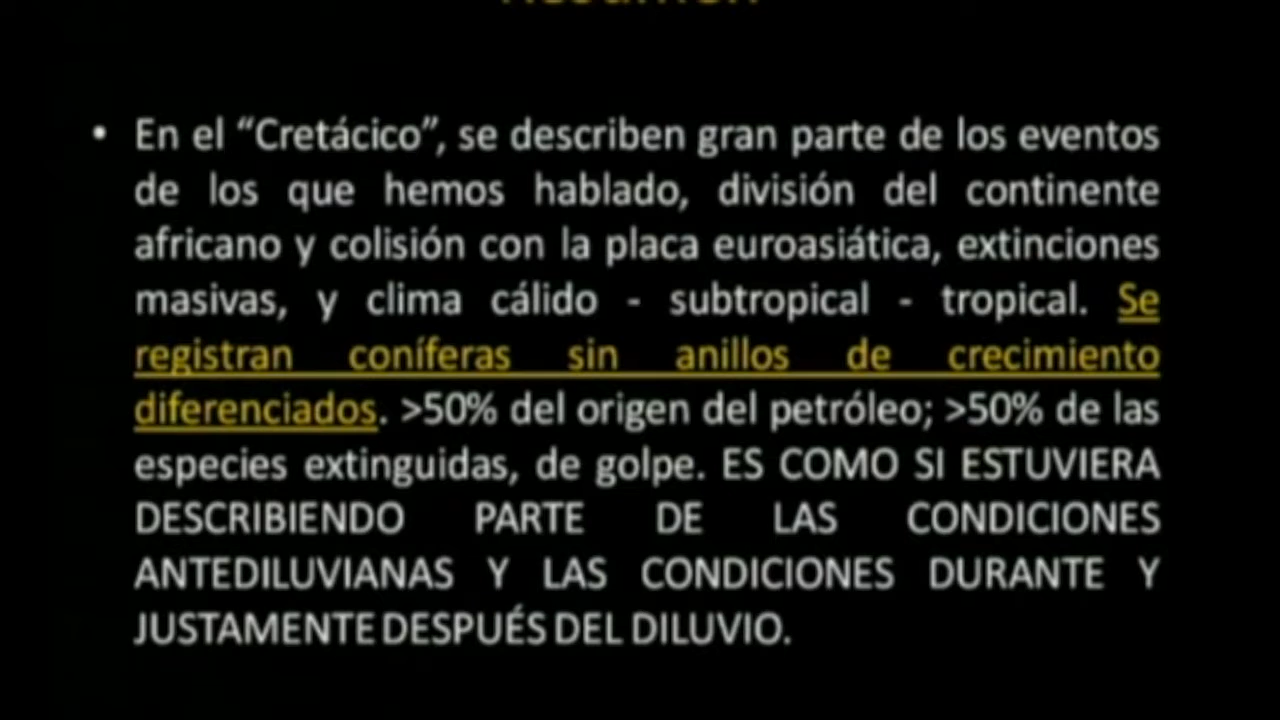 Resumen
• En el “Cretácico”, se describen gran parte de los eventos
de los que hemos hablado, división del continente
africano y colisión con la placa euroasiática, extinciones
masivas, y clima cálido - subtropical - tropical. Se
registran coníferas sin anillos de crecimiento
diferenciados. >50% del origen del petróleo; >50% de las
especies extinguidas, de golpe. ES COMO SI ESTUVIERA
DESCRIBIENDO PARTE DE LAS CONDICIONES
ANTEDILUVIANAS Y LAS CONDICIONES DURANTE Y
JUSTAMENTE DESPUÉS DEL DILUVIO.